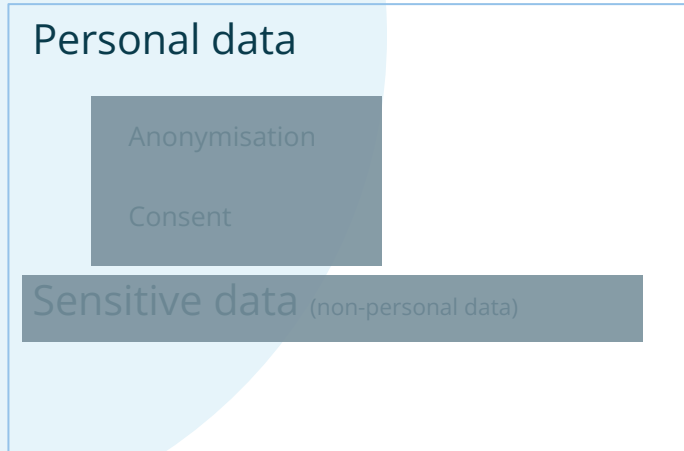 Personal data
Anonymisation
Consent
Sensitive data (non-personal data)